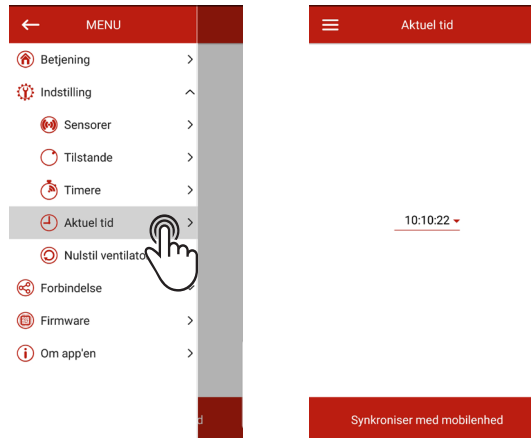 MENU
Betjening
Indstilling
Sensorer
Tilstande
Timere
Aktuel tid
Nulstil
Forbindelse
Firmware
Om app'en
Aktuel tid
10:10:22
Synkroniser med mobilenhed